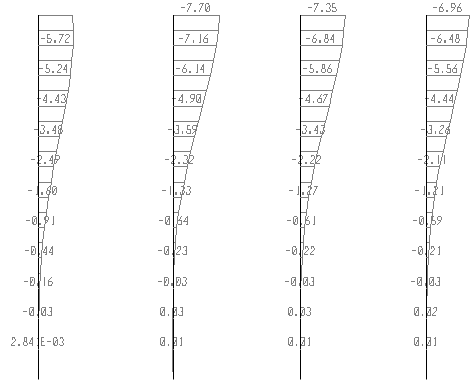 -7.70 -7.35 -6.96
-5.72 -7.16 -6.84 -6.48
-5.24 -6.14 -5.86 -5.56
-4.43 -4.90 -4.67 -4.44
-3.48 -3.59 -3.43 -3.26
-2.49 -2.32 -2.22 -2.11
-1.60 -1.33 -1.27 -1.21
-0.91 -0.64 -0.61 -0.59
-0.44 -0.23 -0.22 -0.21
-0.16 -0.03 -0.03 -0.03
-0.03 0.03 0.03 0.02
2.841E-03 0.01 0.01 0.01